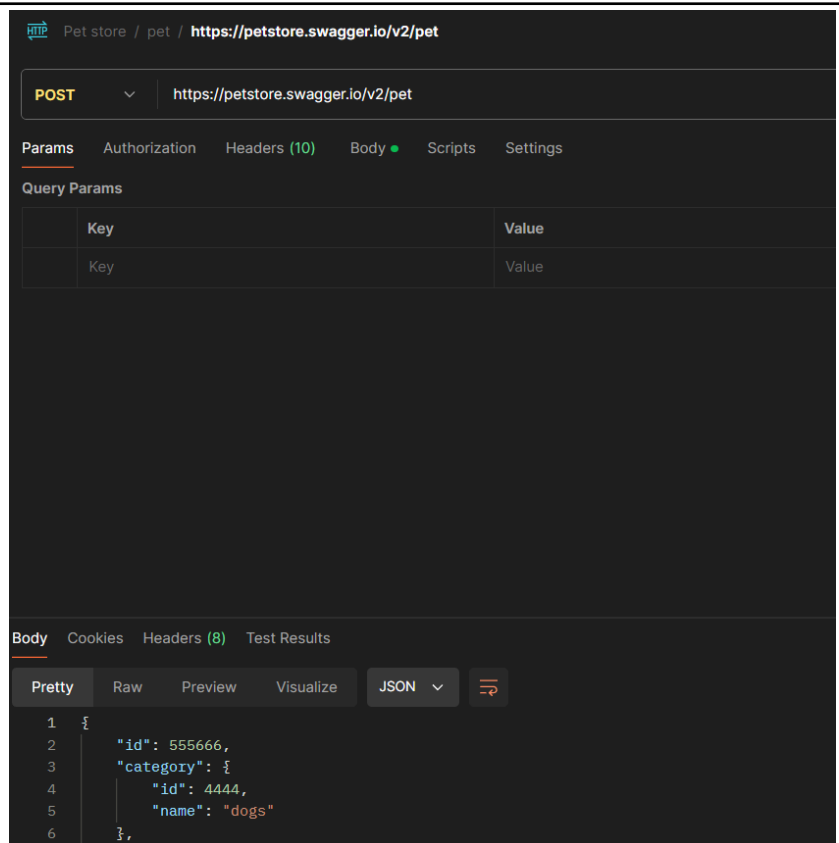 HTTP Pet store / pet / https://petstore.swagger.io/v2/pet
POST https://petstore.swagger.io/v2/pet
Params Authorization Headers (10) Body Scripts Settings
Query Params
Key Value
Key Value
Body Cookies Headers (8) Test Results
Pretty Raw Preview Visualize JSON
1 {
2 "id": 555666,
3 "category": {
4 "id": 4444,
5 "name": "dogs"
6 },